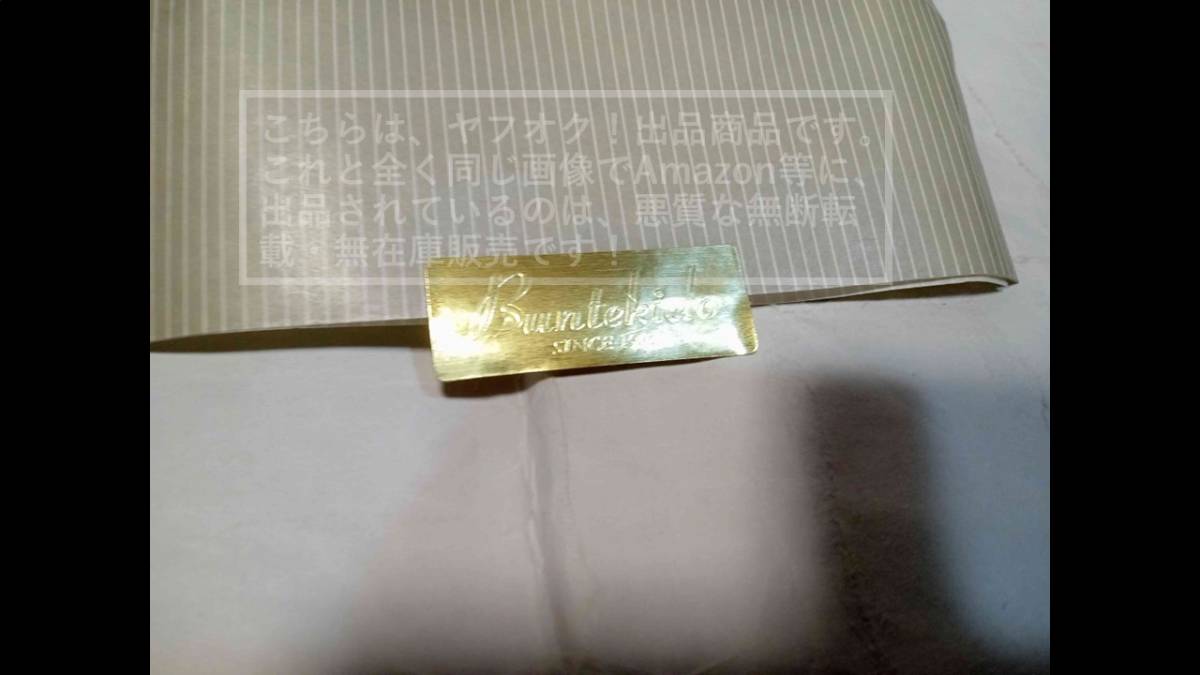 こちらは、ヤフオク！出品商品です。
これと全く同じ画像でAmazon等に、
出品されているのは、悪質な無断転
載・無在庫販売です！
Buntekido
SINCE